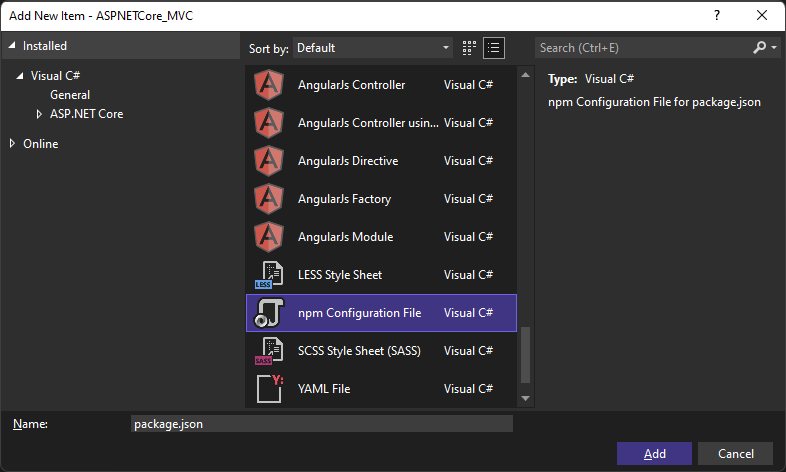 Add New Item - ASPNETCore_MVC
?
Installed
Visual C#
General
ASP.NET Core
Online
Sort by: Default
AngularJs Controller Visual C#
AngularJs Controller usin... Visual C#
AngularJs Directive Visual C#
AngularJs Factory Visual C#
AngularJs Module Visual C#
LESS LESS Style Sheet Visual C#
npm Configuration File Visual C#
SASS SCSS Style Sheet (SASS) Visual C#
Y: YAML File Visual C#
Search (Ctrl+E)
Type: Visual C#
npm Configuration File for package.json
Name: package.json
Add Cancel